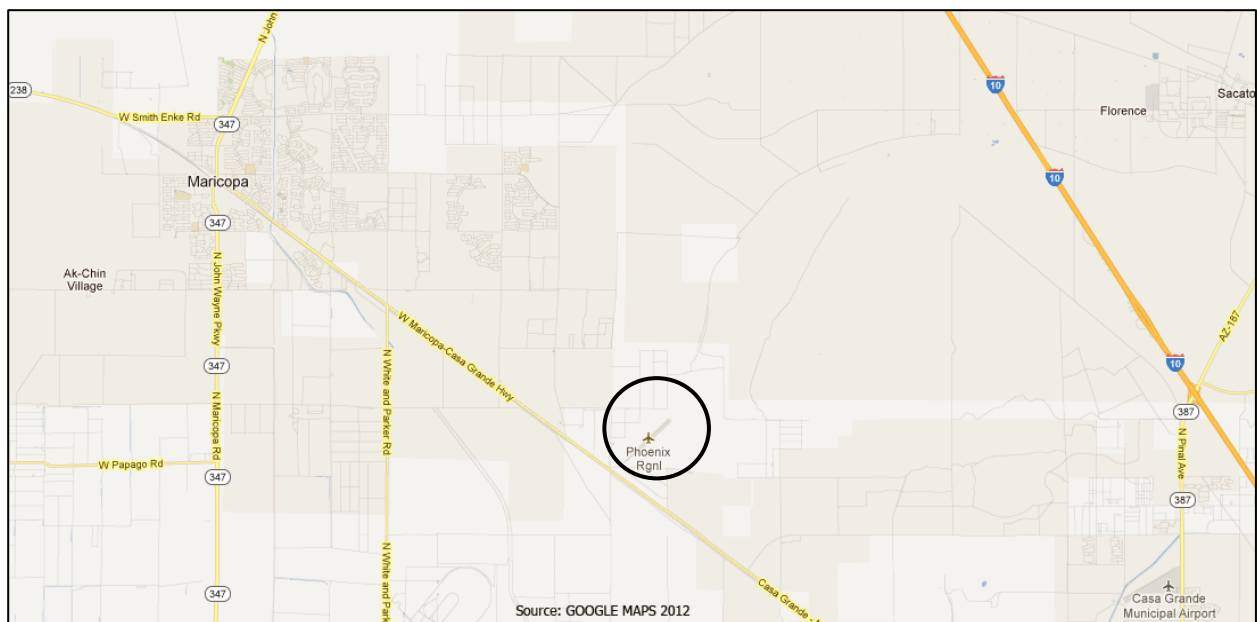 N John
10
238
Sacato
Florence
W Smith Enke Rd
347
Maricopa
10
347
Ak-Chin
Village
N John Wayne Pkwy
W Maricopa-Casa Grande Hwy
N White and Parker Rd
AZ-187
347
10
N Maricopa Rd
387
N Pinal Ave
Phoenix
Rgnl
W Papago Rd
347
387
N White and Park
347
Casa Grande -
Casa Grande
Municipal Airport
Source: GOOGLE MAPS 2012